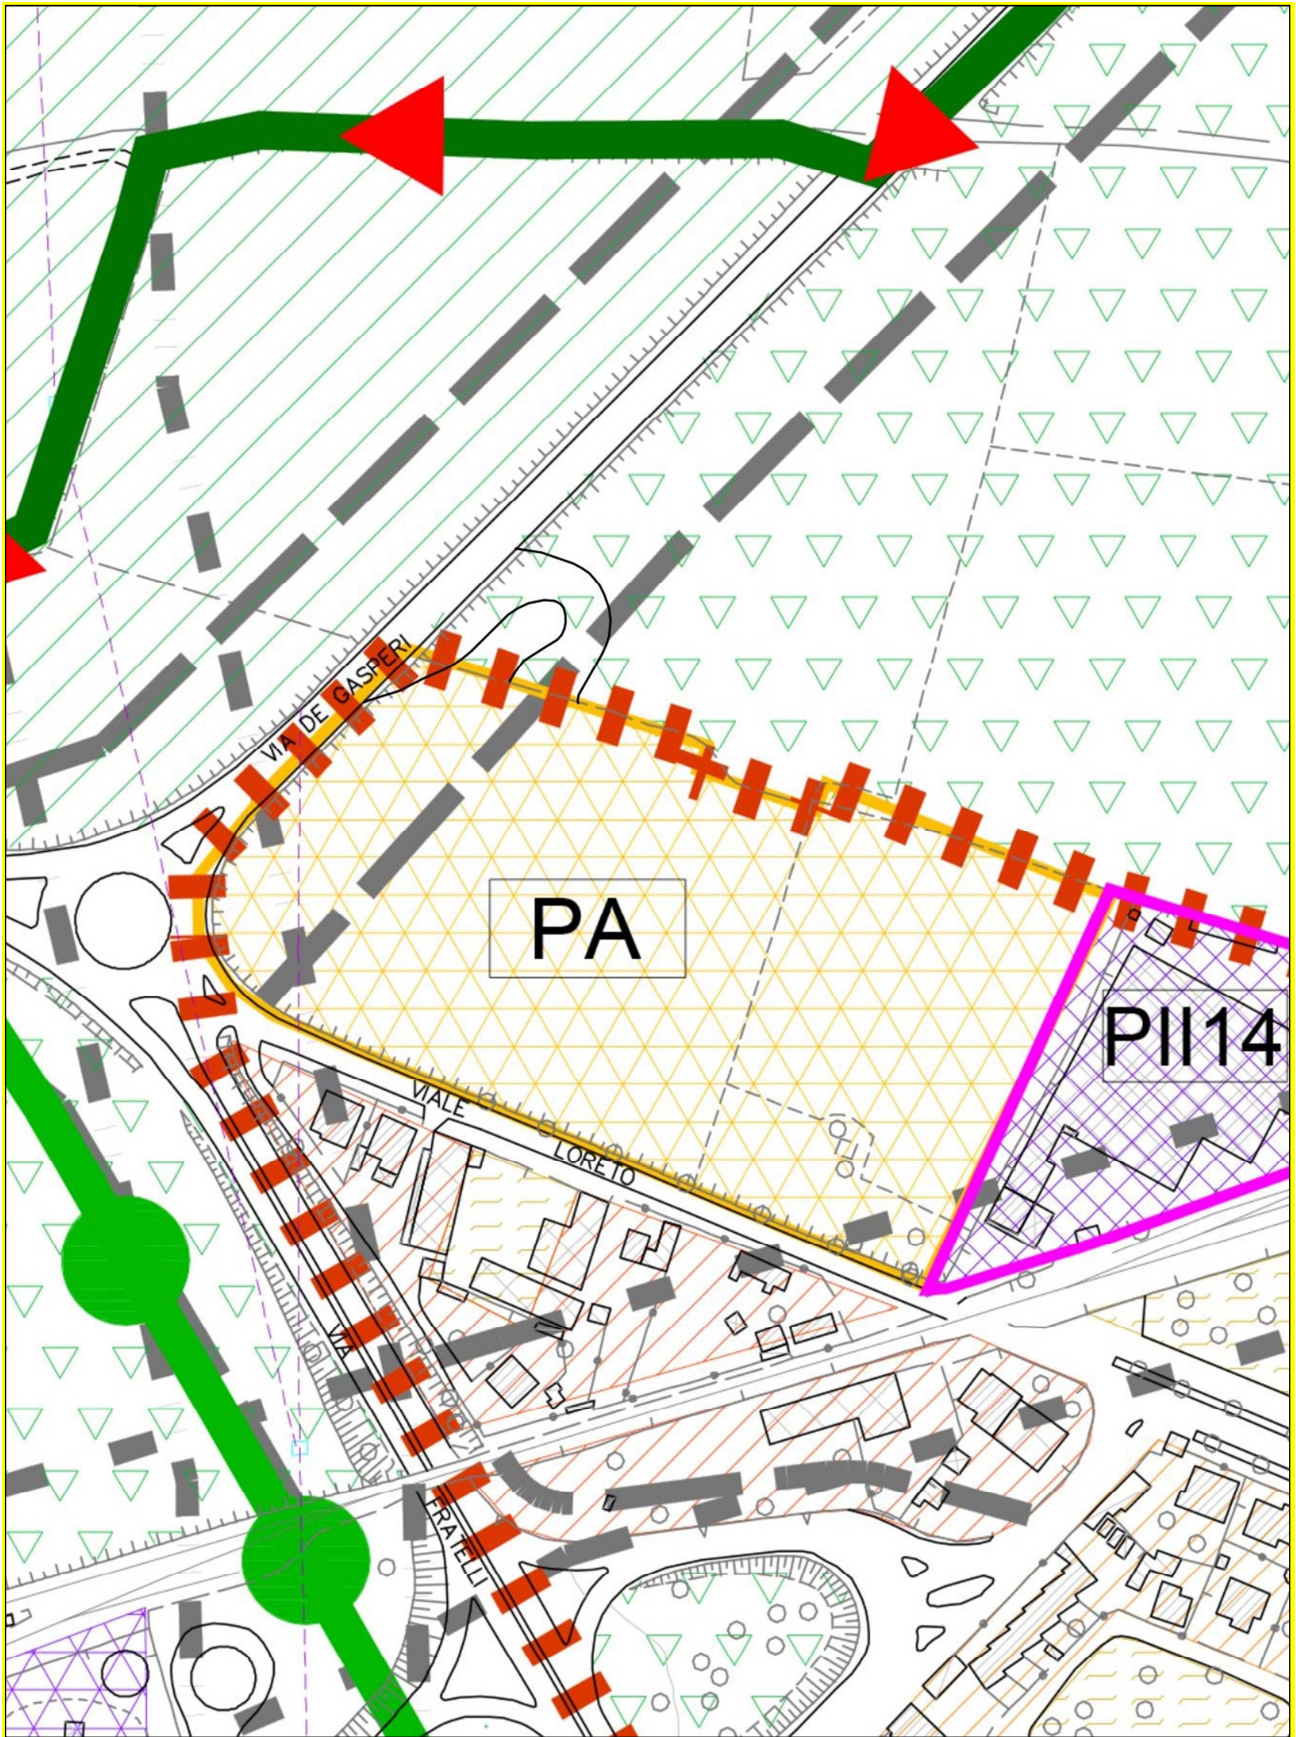 VIA DE GASPERI
PA
PII14
VIALE
LORETO
VIA
FRATELLI